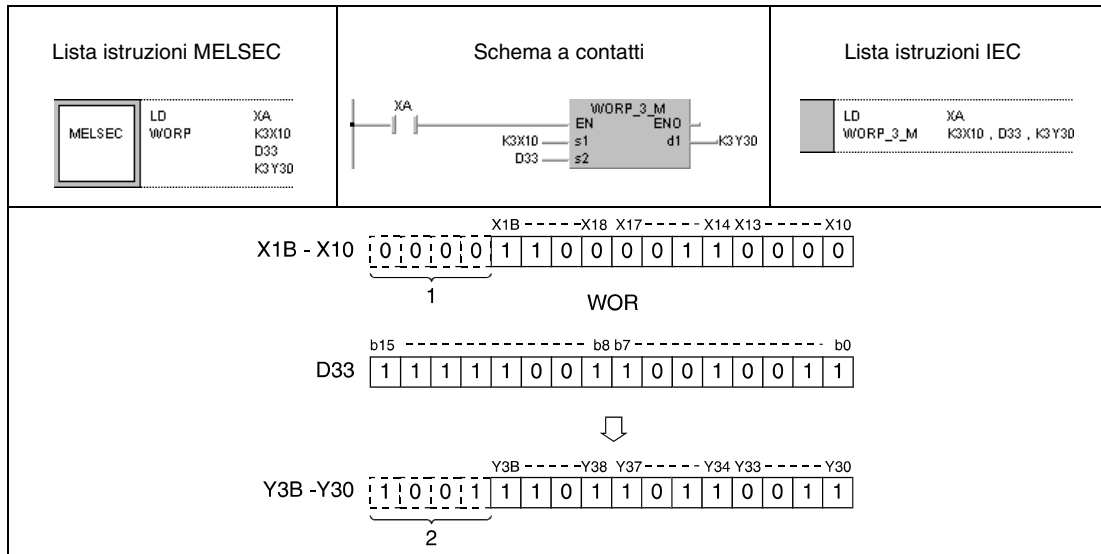 Lista istruzioni MELSEC
MELSEC
LD XA
WORP K3X10
D33
K3Y30
Schema a contatti
XA
WORP_3_M
EN ENO
K3X10 s1 d1 K3Y30
D33 s2
Lista istruzioni IEC
LD XA
WORP_3_M K3X10 , D33 , K3Y30
X1B X18 X17 X14 X13 X10
X1B - X10 0 0 0 0 1 1 0 0 0 0 1 1 0 0 0 0
1
WOR
b15 b8 b7 b0
D33 1 1 1 1 1 0 0 1 1 0 0 1 0 0 1 1
Y3B Y38 Y37 Y34 Y33 Y30
Y3B -Y30 1 0 0 1 1 1 0 1 1 0 1 1 0 0 1 1
2